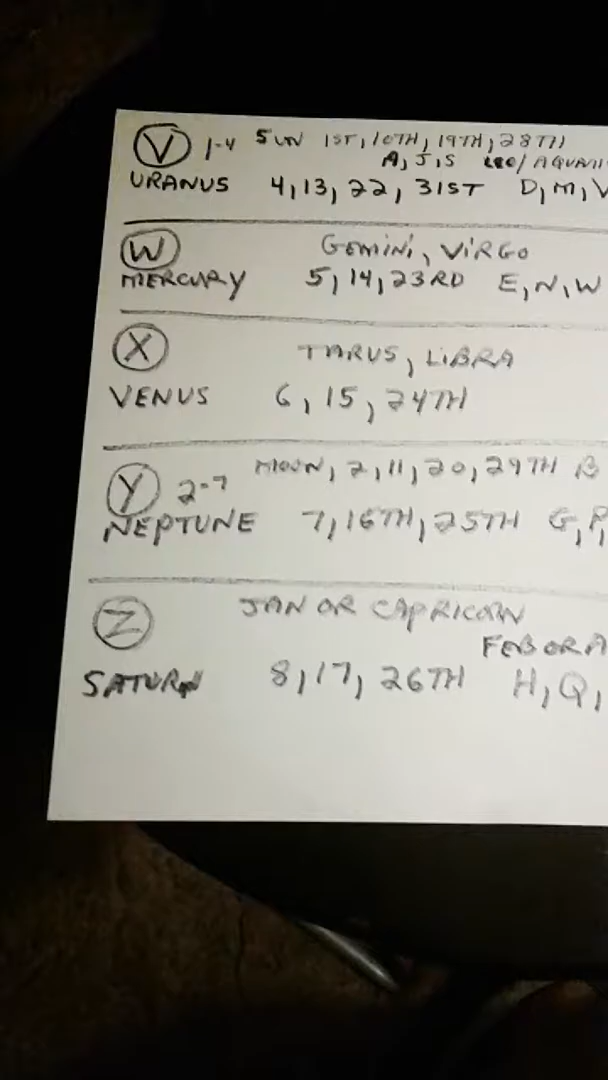 V 1-4 SUN 1ST, 10TH, 19TH, 28TH
A, J, S LEO/AQUARI
URANUS 4, 13, 22, 31ST D, M, V
W GEMINI, VIRGO
MERCURY 5, 14, 23RD E, N, W
X TARUS, LIBRA
VENUS 6, 15, 24TH
Y 2-7 MOON, 2, 11, 20, 29TH B
NEPTUNE 7, 16TH, 25TH G, P,
Z JAN OR CAPRICORN
FEB OR A
SATURN 8, 17, 26TH H, Q,